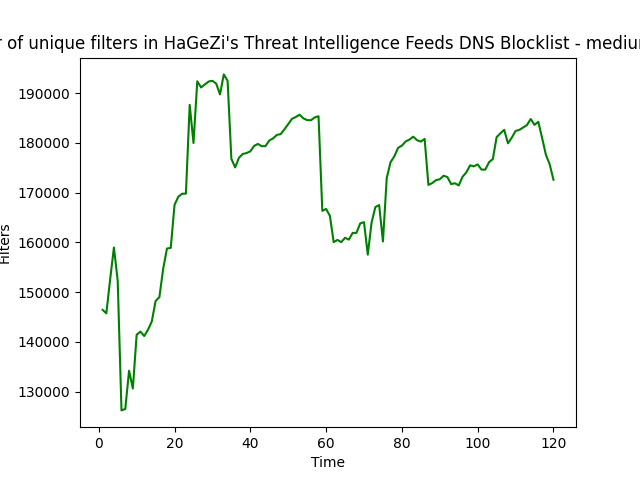 r of unique filters in HaGeZi's Threat Intelligence Feeds DNS Blocklist - mediu
190000
180000
170000
160000
150000
140000
130000
Filters
0 20 40 60 80 100 120
Time